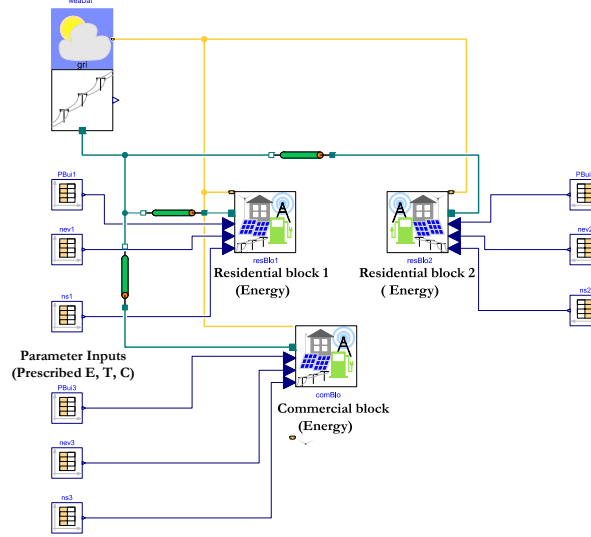 weaDat
gri
PBui1
nev1
ns1
resBlo1
Residential block 1
(Energy)
resBlo2
Residential block 2
( Energy)
nev2
ns2
Parameter Inputs
(Prescribed E, T, C)
PBui3
nev3
ns3
comBlo
Commercial block
(Energy)